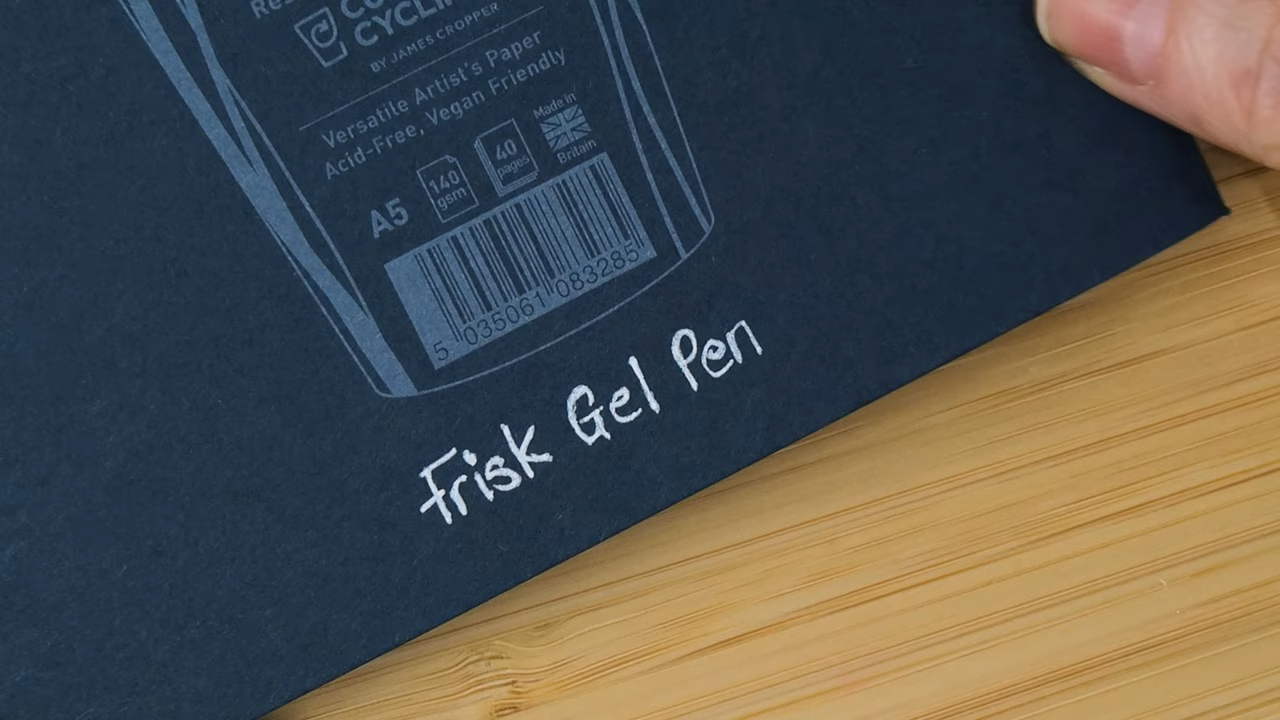 CYCLI
BY JAMES CROPPER
Versatile Artist's Paper
Acid-Free, Vegan Friendly
A5
140
gsm
40
pages
Made in
Britain
5 035061 083285
Frisk Gel Pen